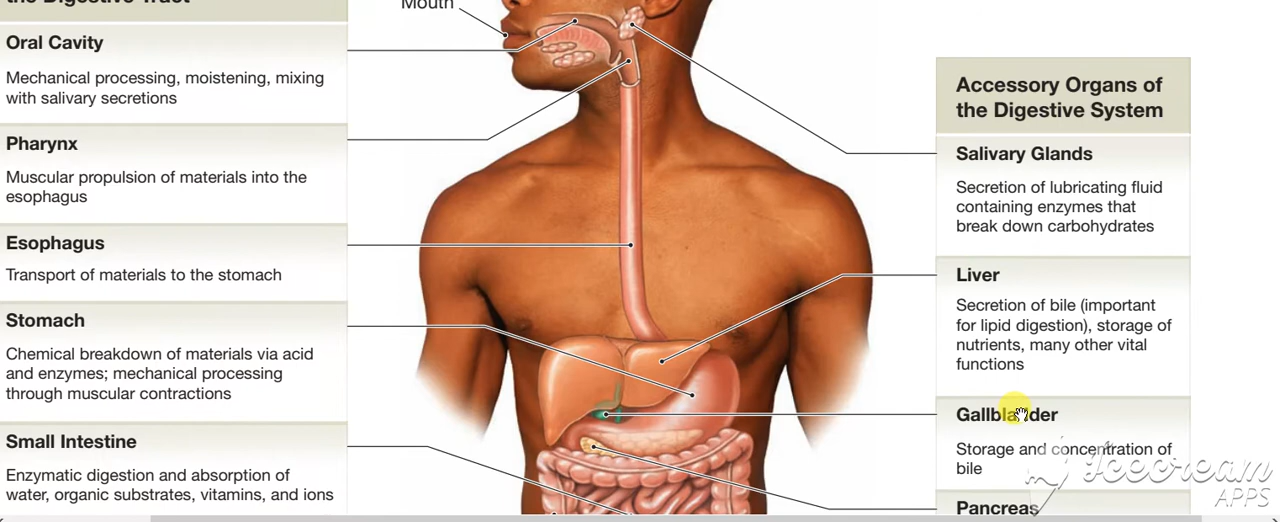 the Digestive Tract
Mouth
Oral Cavity
Mechanical processing, moistening, mixing
with salivary secretions
Pharynx
Muscular propulsion of materials into the
esophagus
Esophagus
Transport of materials to the stomach
Stomach
Chemical breakdown of materials via acid
and enzymes; mechanical processing
through muscular contractions
Small Intestine
Enzymatic digestion and absorption of
water, organic substrates, vitamins, and ions
Accessory Organs of
the Digestive System
Salivary Glands
Secretion of lubricating fluid
containing enzymes that
break down carbohydrates
Liver
Secretion of bile (important
for lipid digestion), storage of
nutrients, many other vital
functions
Gallbladder
Storage and concentration of
bile
Pancreas
Icecream
APPS